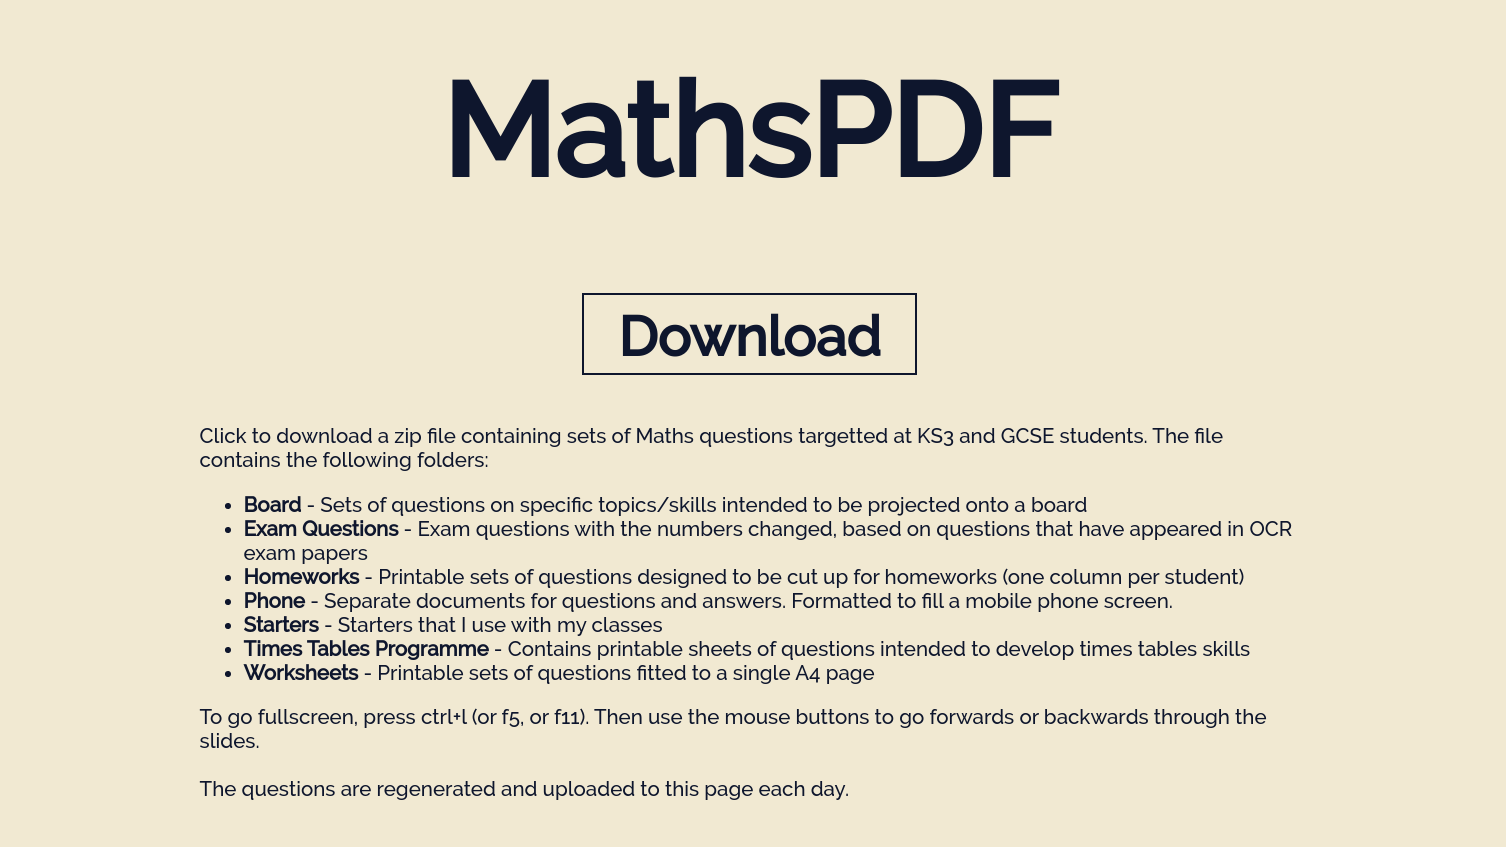 MathsPDF
Download
Click to download a zip file containing sets of Maths questions targetted at KS3 and GCSE students. The file
contains the following folders:
• Board - Sets of questions on specific topics/skills intended to be projected onto a board
• Exam Questions - Exam questions with the numbers changed, based on questions that have appeared in OCR
exam papers
• Homeworks - Printable sets of questions designed to be cut up for homeworks (one column per student)
• Phone - Separate documents for questions and answers. Formatted to fill a mobile phone screen.
• Starters - Starters that I use with my classes
• Times Tables Programme - Contains printable sheets of questions intended to develop times tables skills
• Worksheets - Printable sets of questions fitted to a single A4 page
To go fullscreen, press ctrl+l (or f5, or f11). Then use the mouse buttons to go forwards or backwards through the
slides.
The questions are regenerated and uploaded to this page each day.